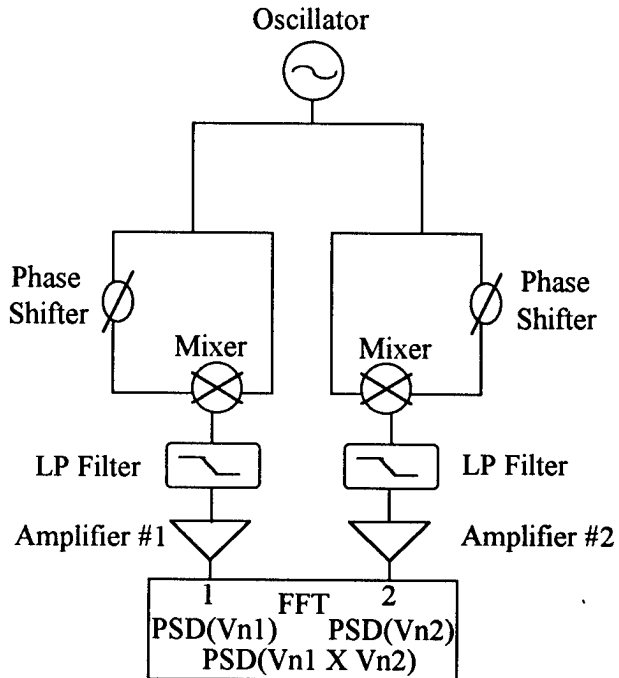 Oscillator
Phase
Shifter
Phase
Shifter
Mixer
Mixer
LP Filter
LP Filter
Amplifier #1
Amplifier #2
1
FFT
2
PSD(Vn1)
PSD(Vn2)
PSD(Vn1 X Vn2)